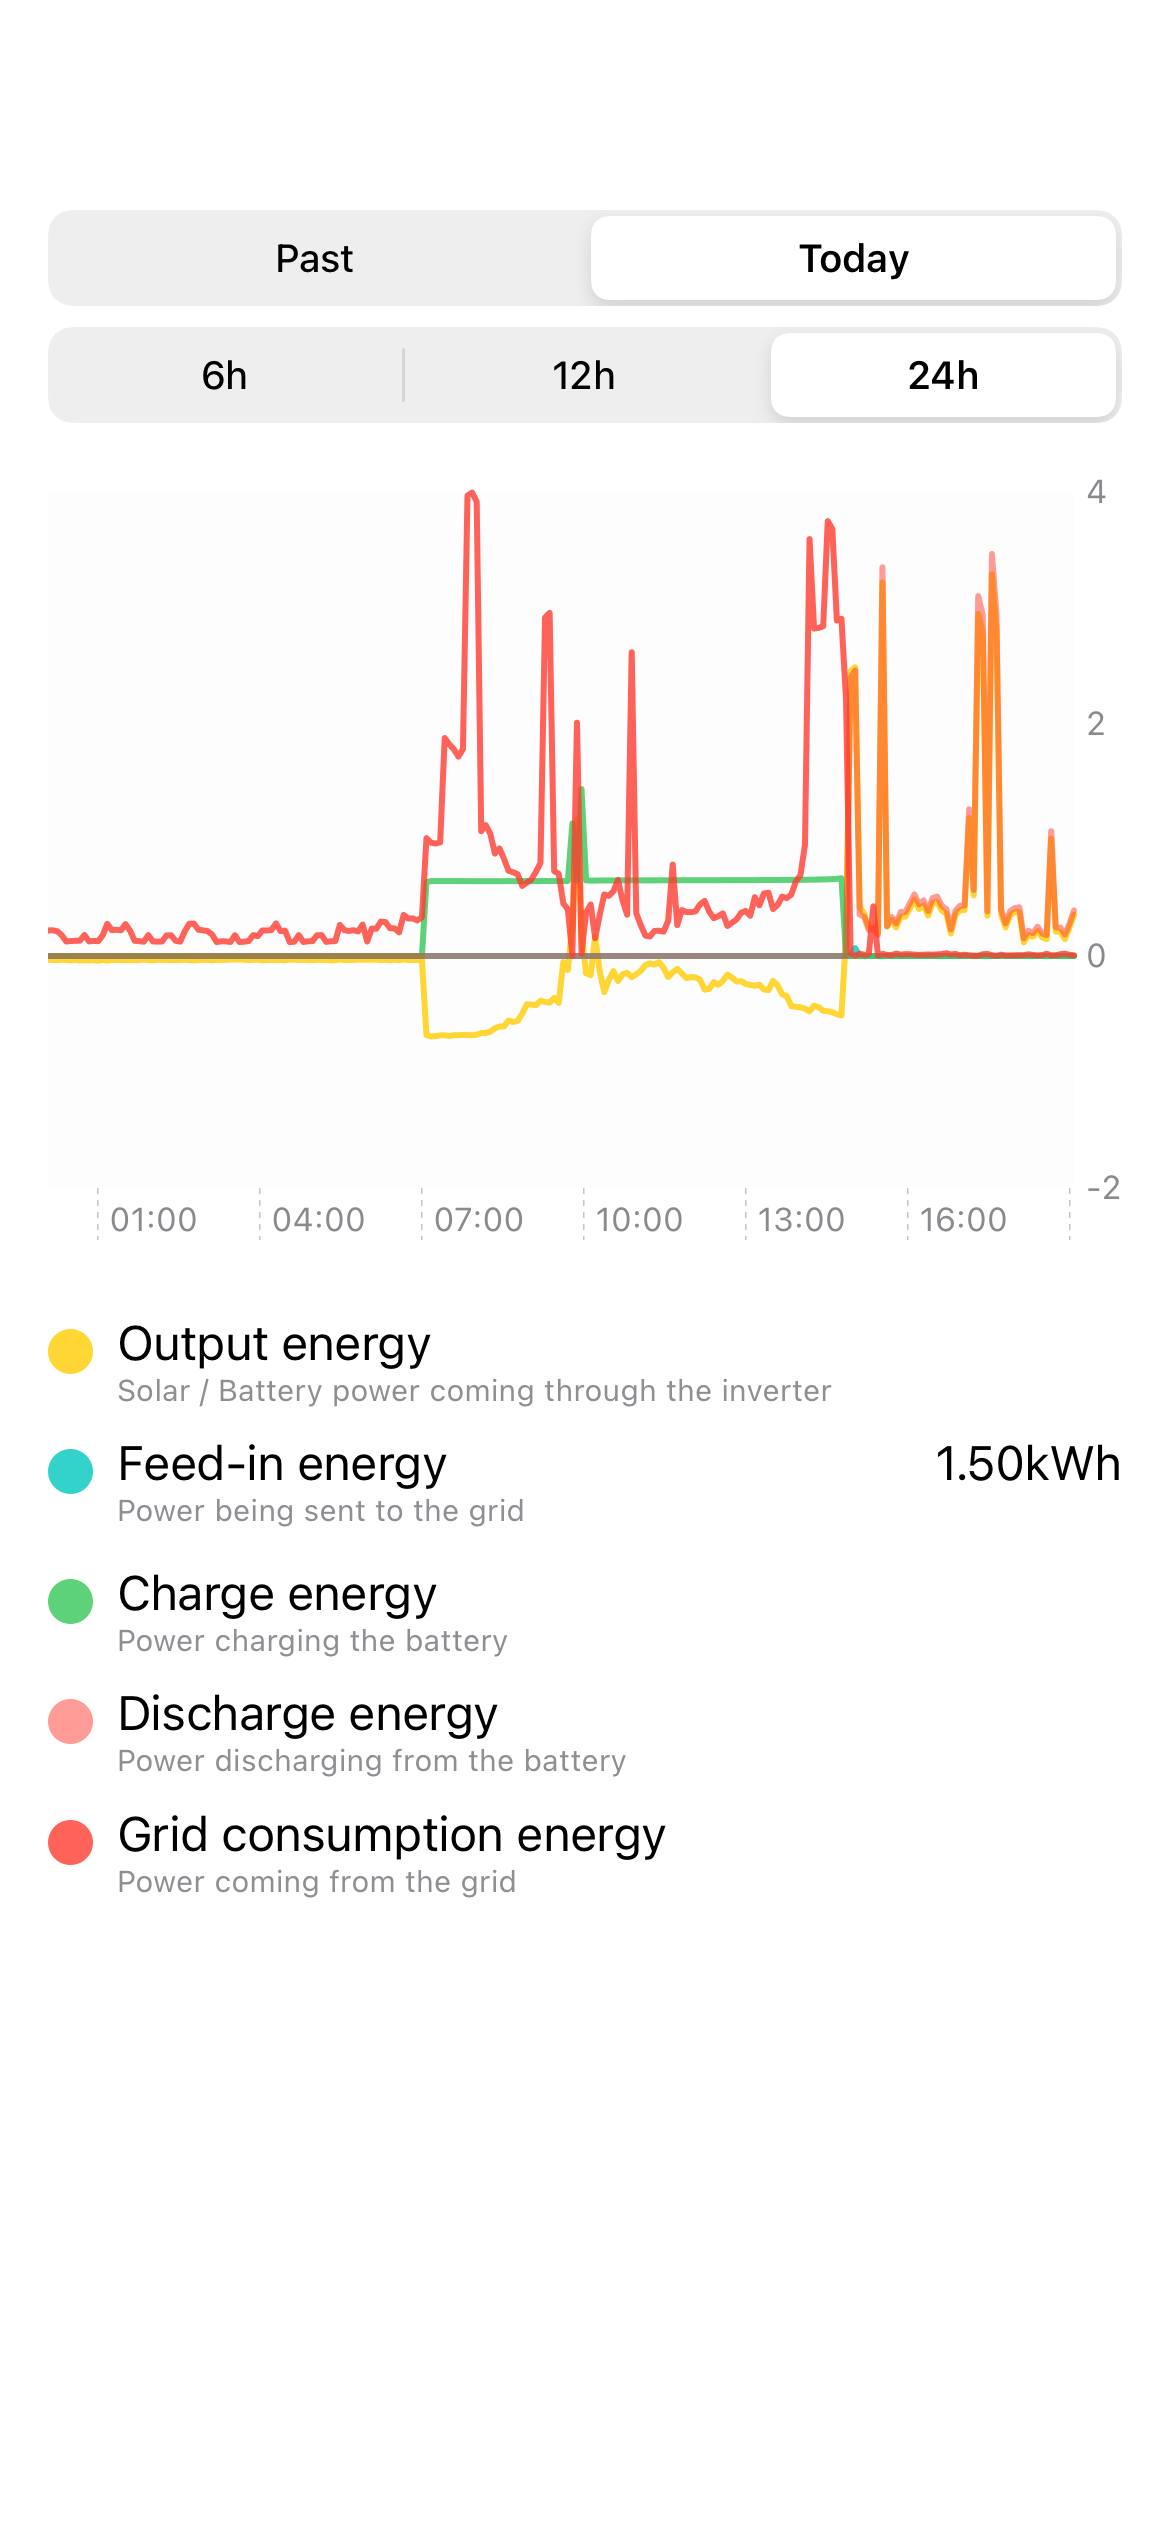 Past Today
6h 12h 24h
4
2
0
-2
01:00 04:00 07:00 10:00 13:00 16:00
Output energy
Solar / Battery power coming through the inverter
Feed-in energy 1.50kWh
Power being sent to the grid
Charge energy
Power charging the battery
Discharge energy
Power discharging from the battery
Grid consumption energy
Power coming from the grid